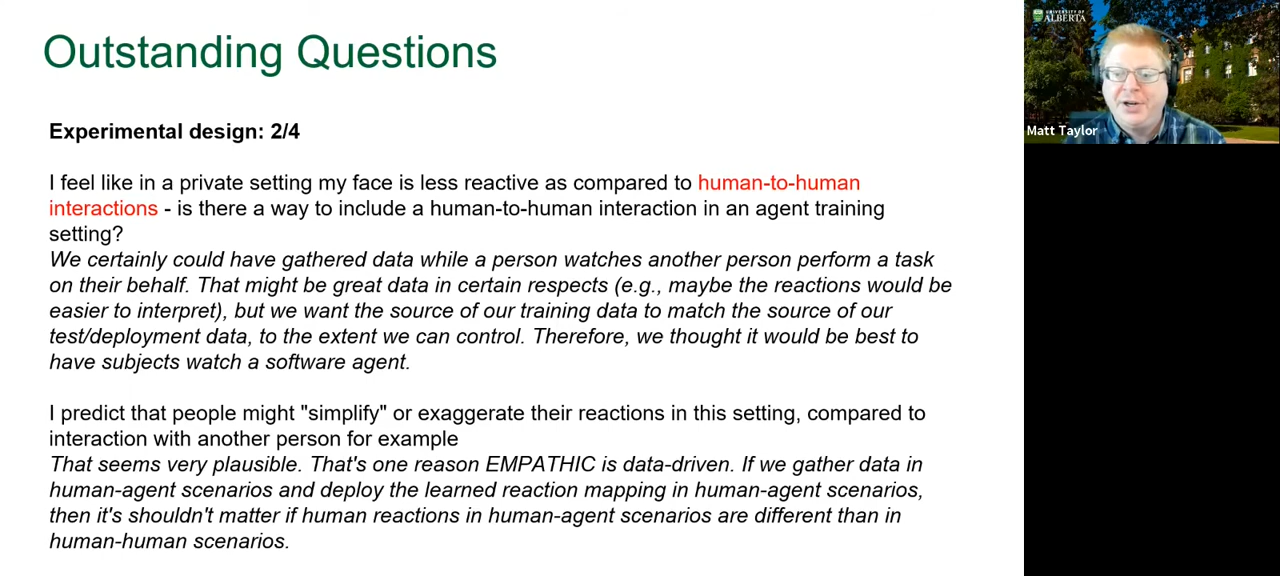 Outstanding Questions
Experimental design: 2/4
I feel like in a private setting my face is less reactive as compared to human-to-human
interactions - is there a way to include a human-to-human interaction in an agent training
setting?
We certainly could have gathered data while a person watches another person perform a task
on their behalf. That might be great data in certain respects (e.g., maybe the reactions would be
easier to interpret), but we want the source of our training data to match the source of our
test/deployment data, to the extent we can control. Therefore, we thought it would be best to
have subjects watch a software agent.
I predict that people might "simplify" or exaggerate their reactions in this setting, compared to
interaction with another person for example
That seems very plausible. That's one reason EMPATHIC is data-driven. If we gather data in
human-agent scenarios and deploy the learned reaction mapping in human-agent scenarios,
then it's shouldn't matter if human reactions in human-agent scenarios are different than in
human-human scenarios.
UNIVERSITY OF
ALBERTA
Matt Taylor